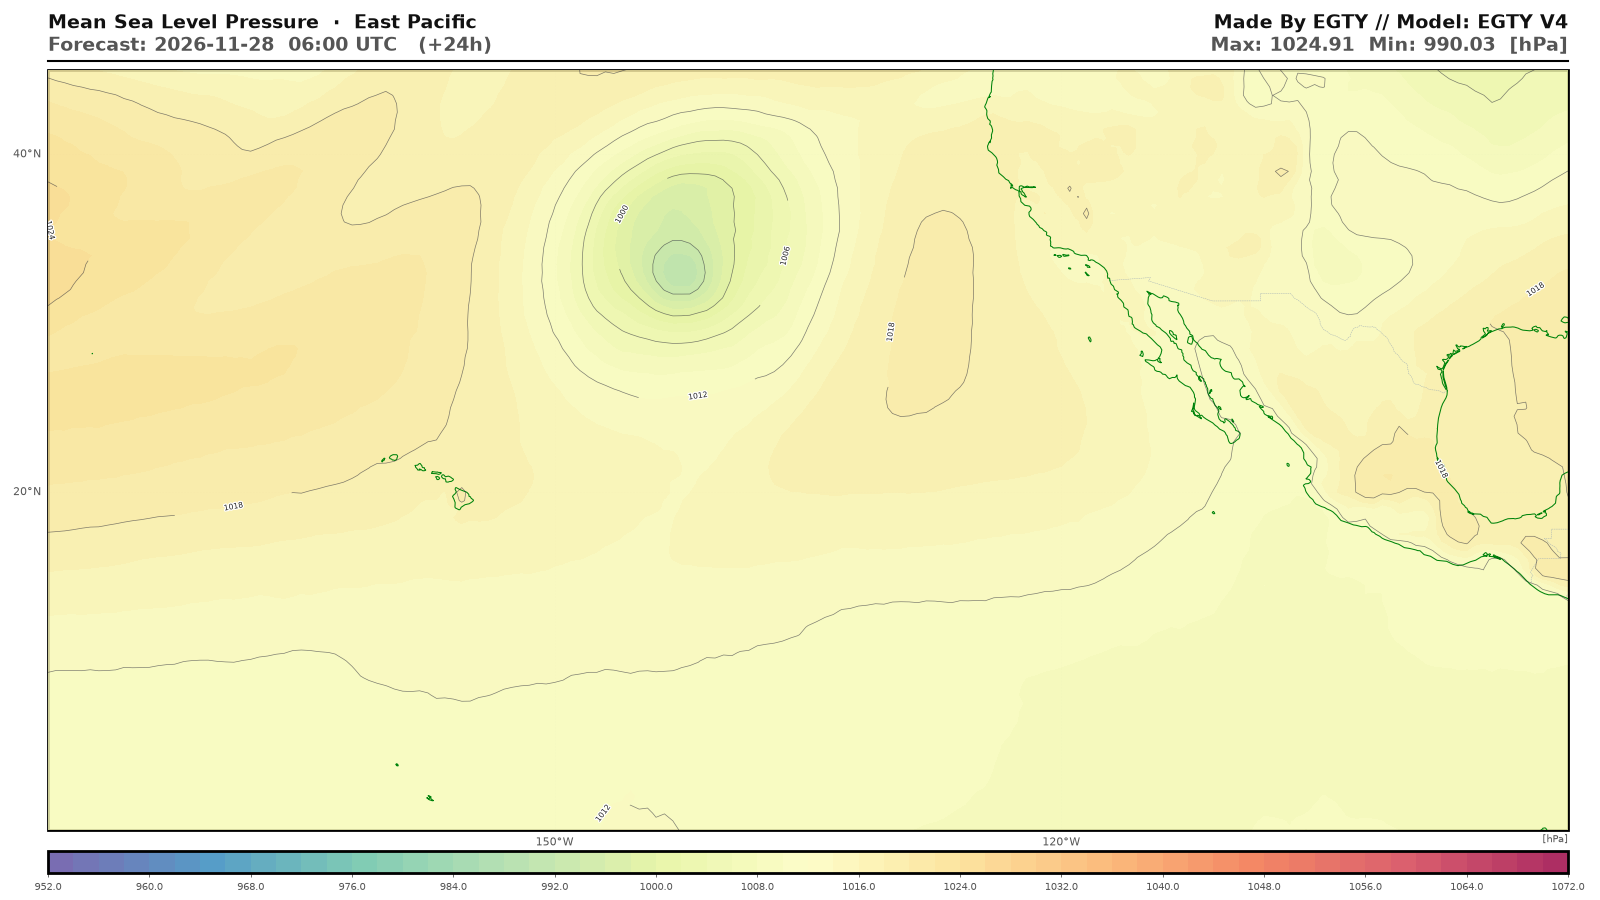 Mean Sea Level Pressure · East Pacific
Made By EGTY // Model: EGTY V4
Forecast: 2026-11-28 06:00 UTC (+24h)
Max: 1024.91 Min: 990.03 [hPa]
40°N
1000
1024
1006
1018
1018
1012
1018
20°N
1018
1012
150°W
120°W
[hPa]
952.0 960.0 968.0 976.0 984.0 992.0 1000.0 1008.0 1016.0 1024.0 1032.0 1040.0 1048.0 1056.0 1064.0 1072.0